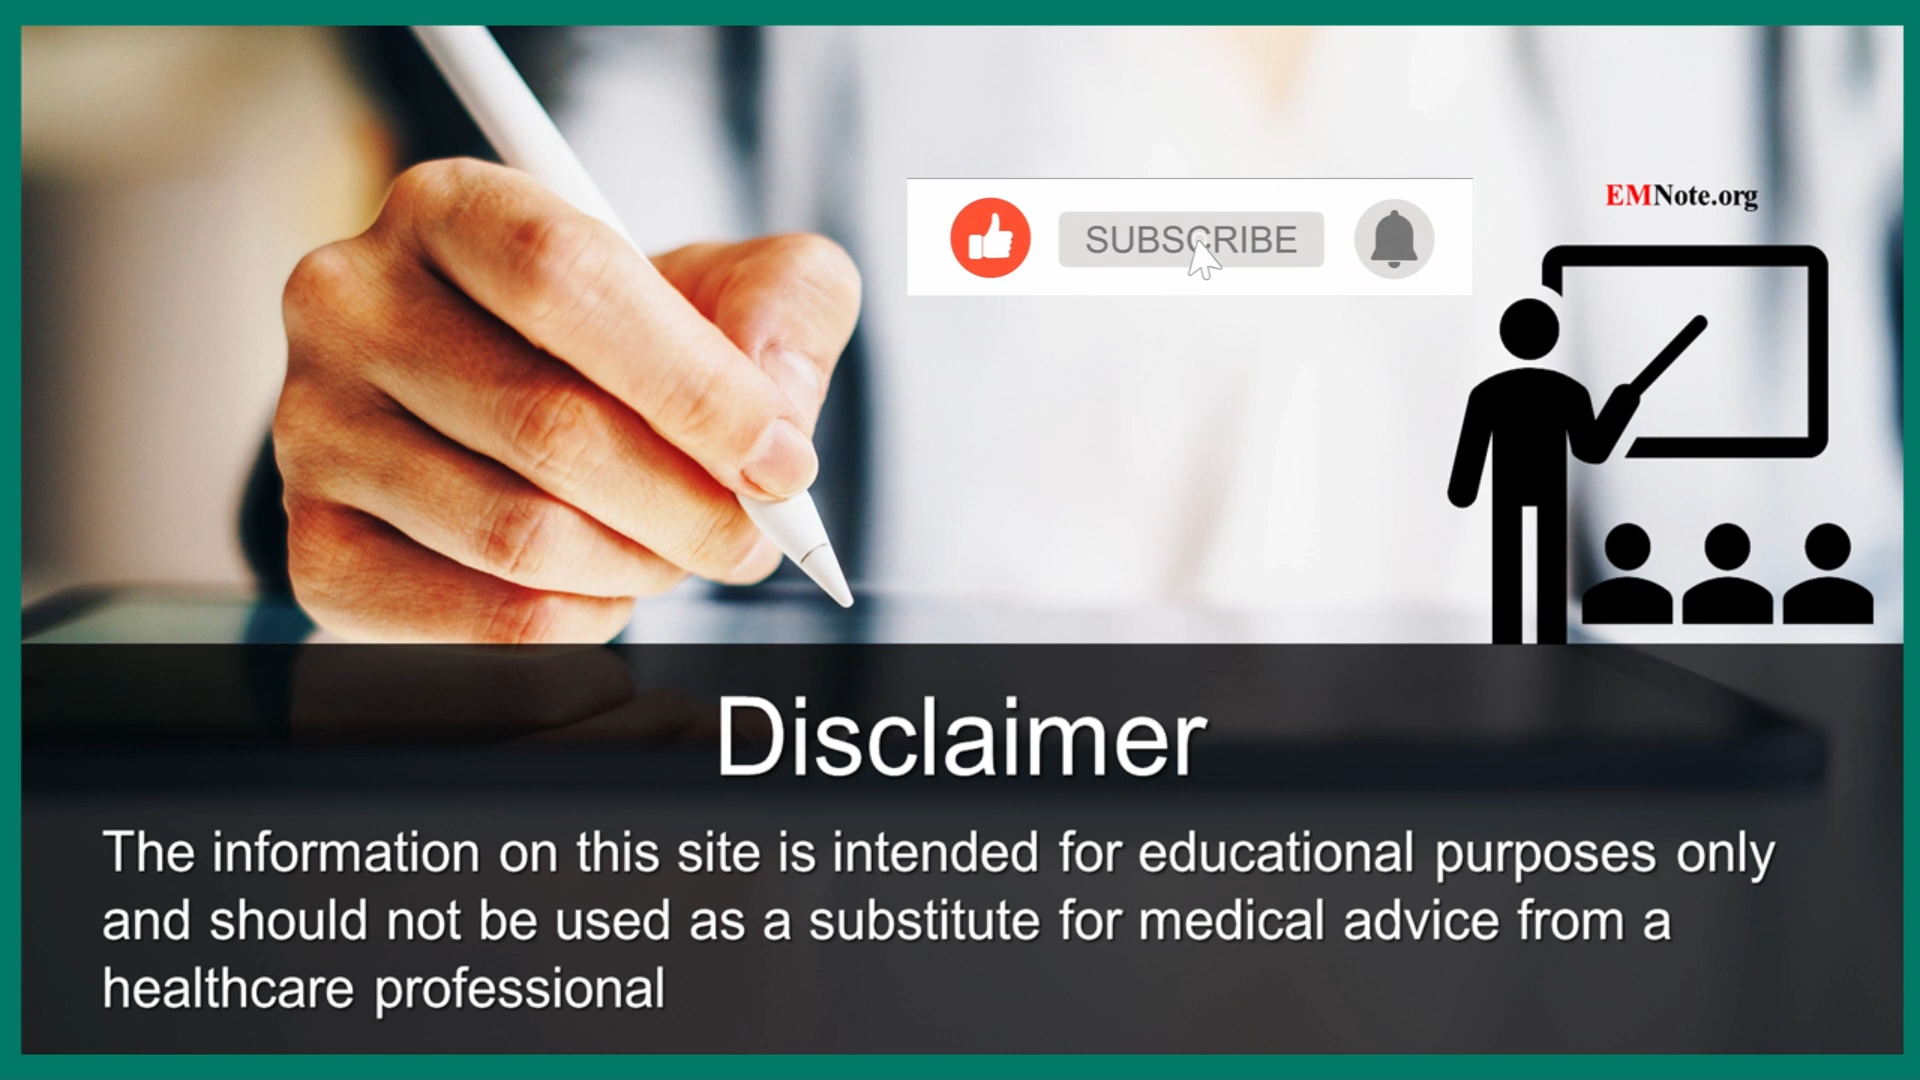 EMNote.org
SUBSCRIBE
Disclaimer
The information on this site is intended for educational purposes only
and should not be used as a substitute for medical advice from a
healthcare professional